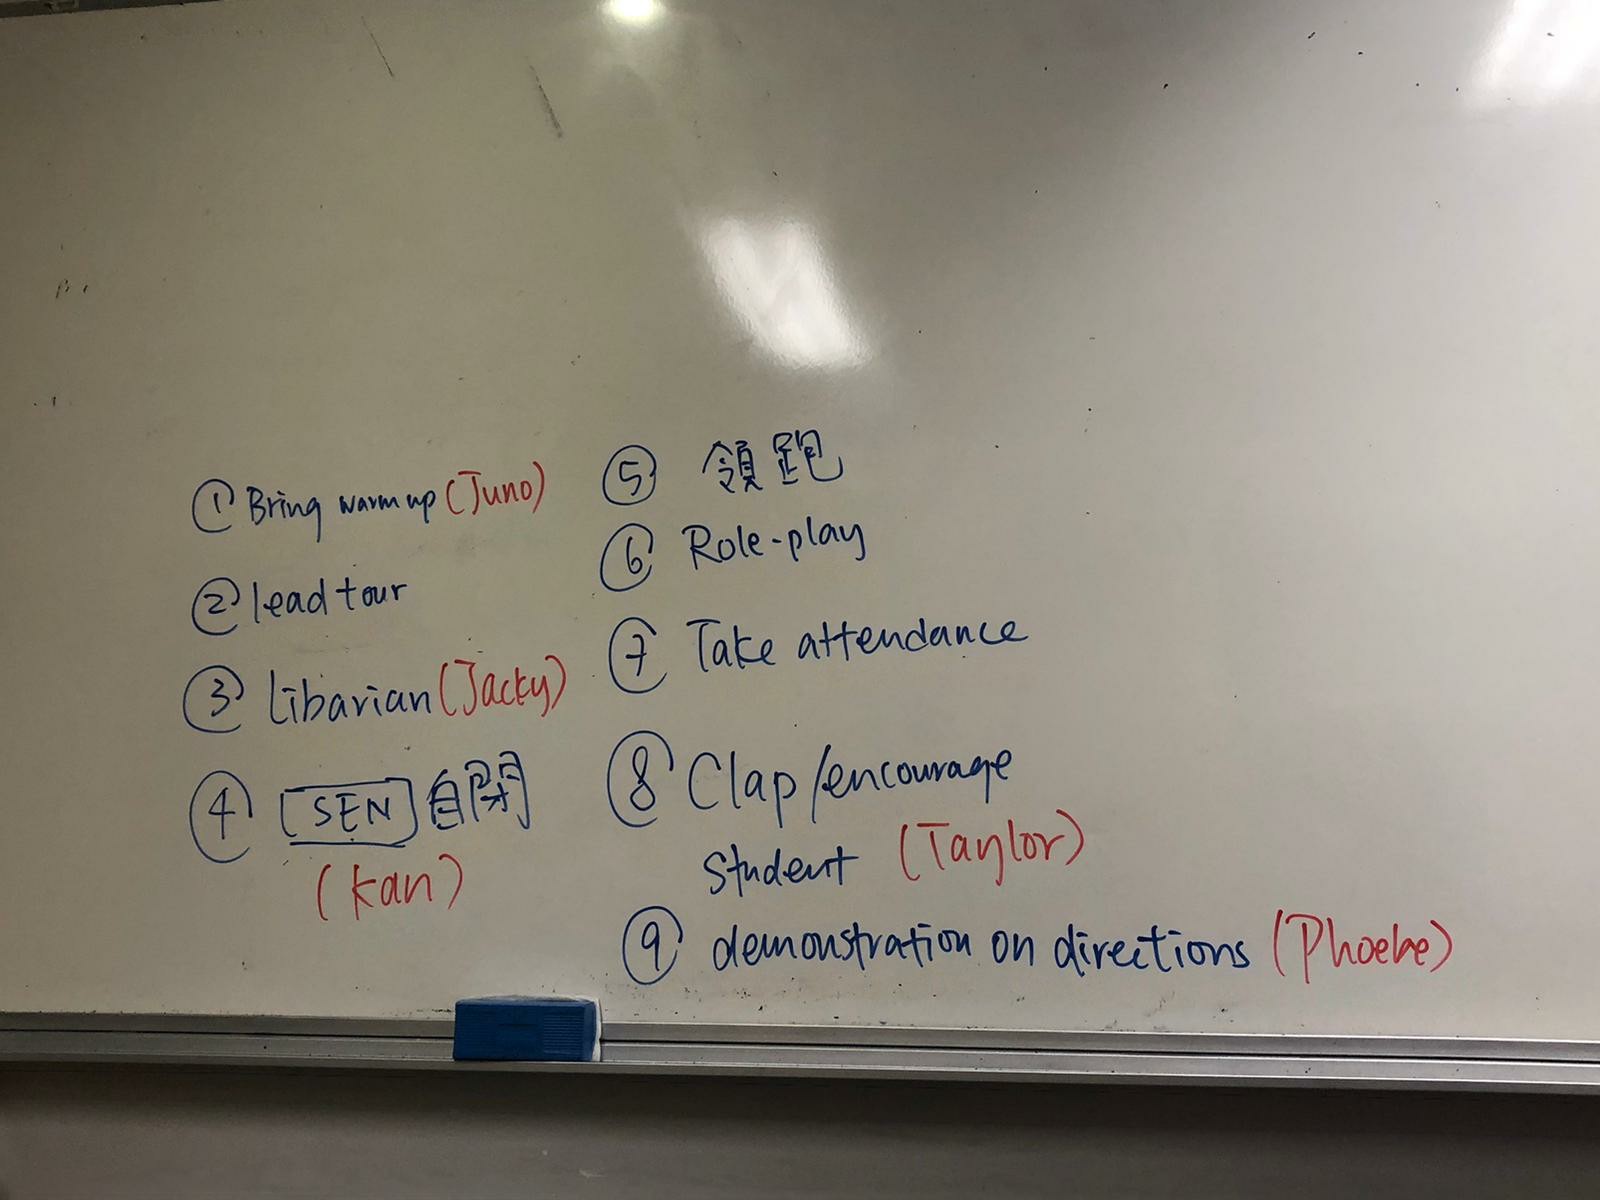 ① Bring warm up (Juno)
② lead tour
③ libarian (Jacky)
④ [SEN] 自閉
(Kan)
⑤ 領跑
⑥ Role-play
⑦ Take attendance
⑧ Clap/encourage
student (Taylor)
⑨ demonstration on directions (Phoebe)